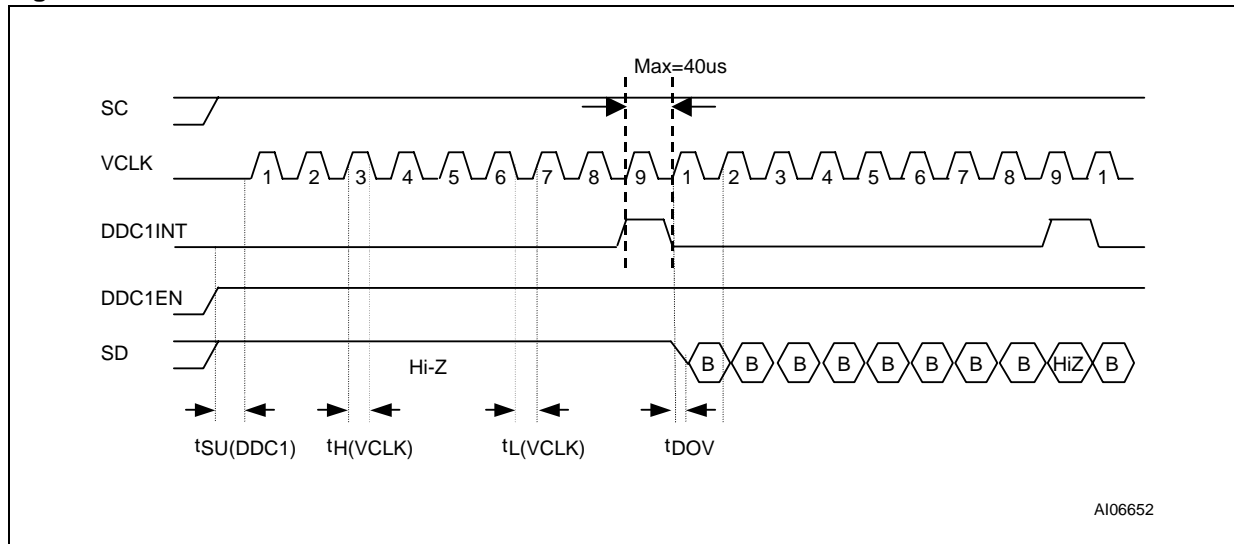 Max=40us
SC
VCLK
1 2 3 4 5 6 7 8 9 1 2 3 4 5 6 7 8 9 1
DDC1INT
DDC1EN
SD
Hi-Z
B B B B B B B B HiZ B
tSU(DDC1) tH(VCLK) tL(VCLK) tDOV
AI06652